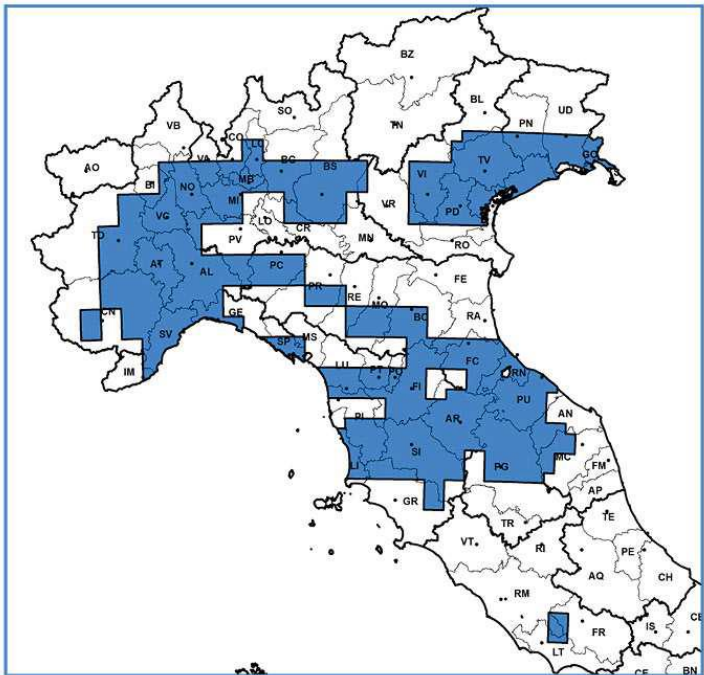 BZ
SO
BL
UD
PN
VB
TN
CO
LC
AO
VA
BG
BS
TV
GO
BI
NO
MB
VI
MI
VR
PD
VC
LO
TO
PV
CR
MN
RO
AT
AL
PC
PR
FE
RE
MO
CN
GE
BO
RA
SV
SP
MS
IM
LU
PT
PO
FC
RN
FI
PU
PI
AR
AN
SI
MC
LI
PG
FM
GR
AP
TR
TE
VT
RI
PE
AQ
CH
RM
FR
IS
CB
LT
CE
BN